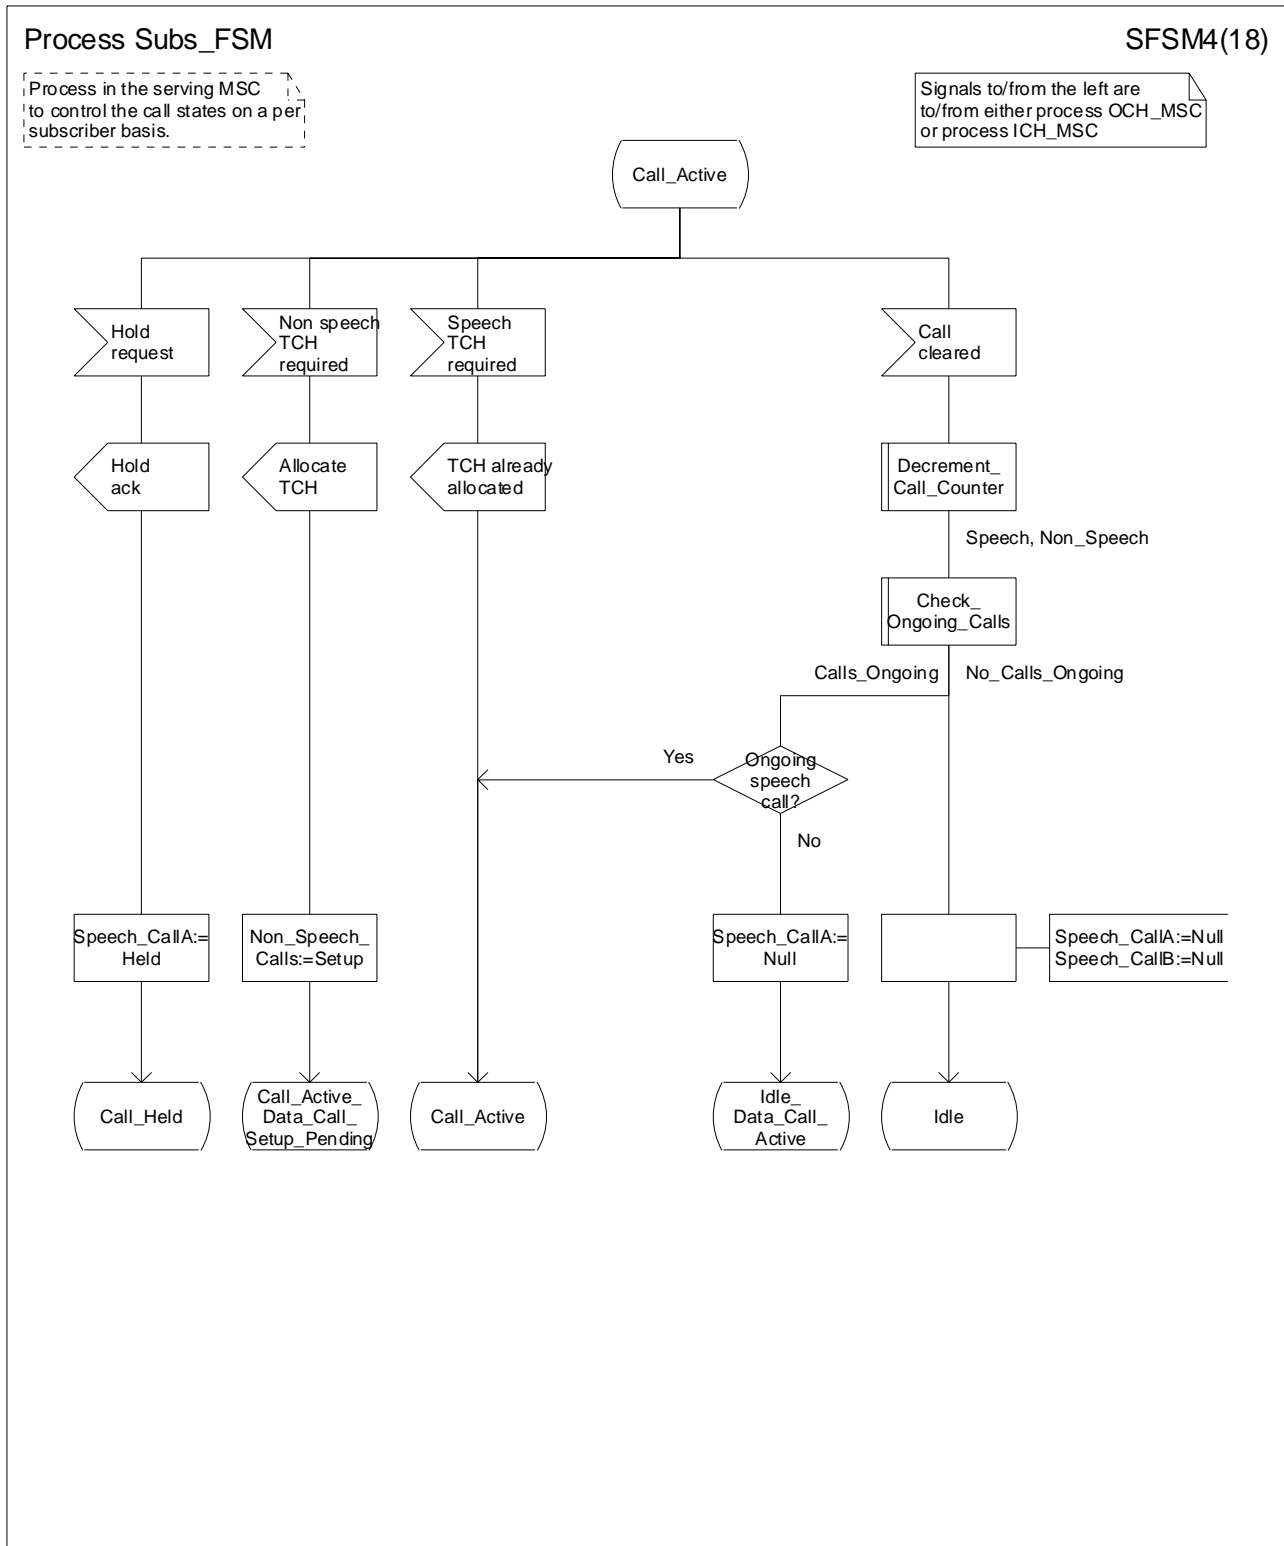 Process Subs_FSM
SFSM4(18)
Process in the serving MSC
to control the call states on a per
subscriber basis.
Signals to/from the left are
to/from either process OCH_MSC
or process ICH_MSC
Call_Active
Hold
request
Non speech
TCH
required
Speech
TCH
required
Call
cleared
Hold
ack
Allocate
TCH
TCH already
allocated
Decrement_
Call_Counter
Speech, Non_Speech
Check_
Ongoing_Calls
Calls_Ongoing
No_Calls_Ongoing
Yes
Ongoing
speech
call?
No
Speech_CallA:=
Held
Non_Speech_
Calls:=Setup
Speech_CallA:=
Null
Speech_CallA:=Null
Speech_CallB:=Null
Call_Held
Call_Active_
Data_Call_
Setup_Pending
Call_Active
Idle_
Data_Call_
Active
Idle